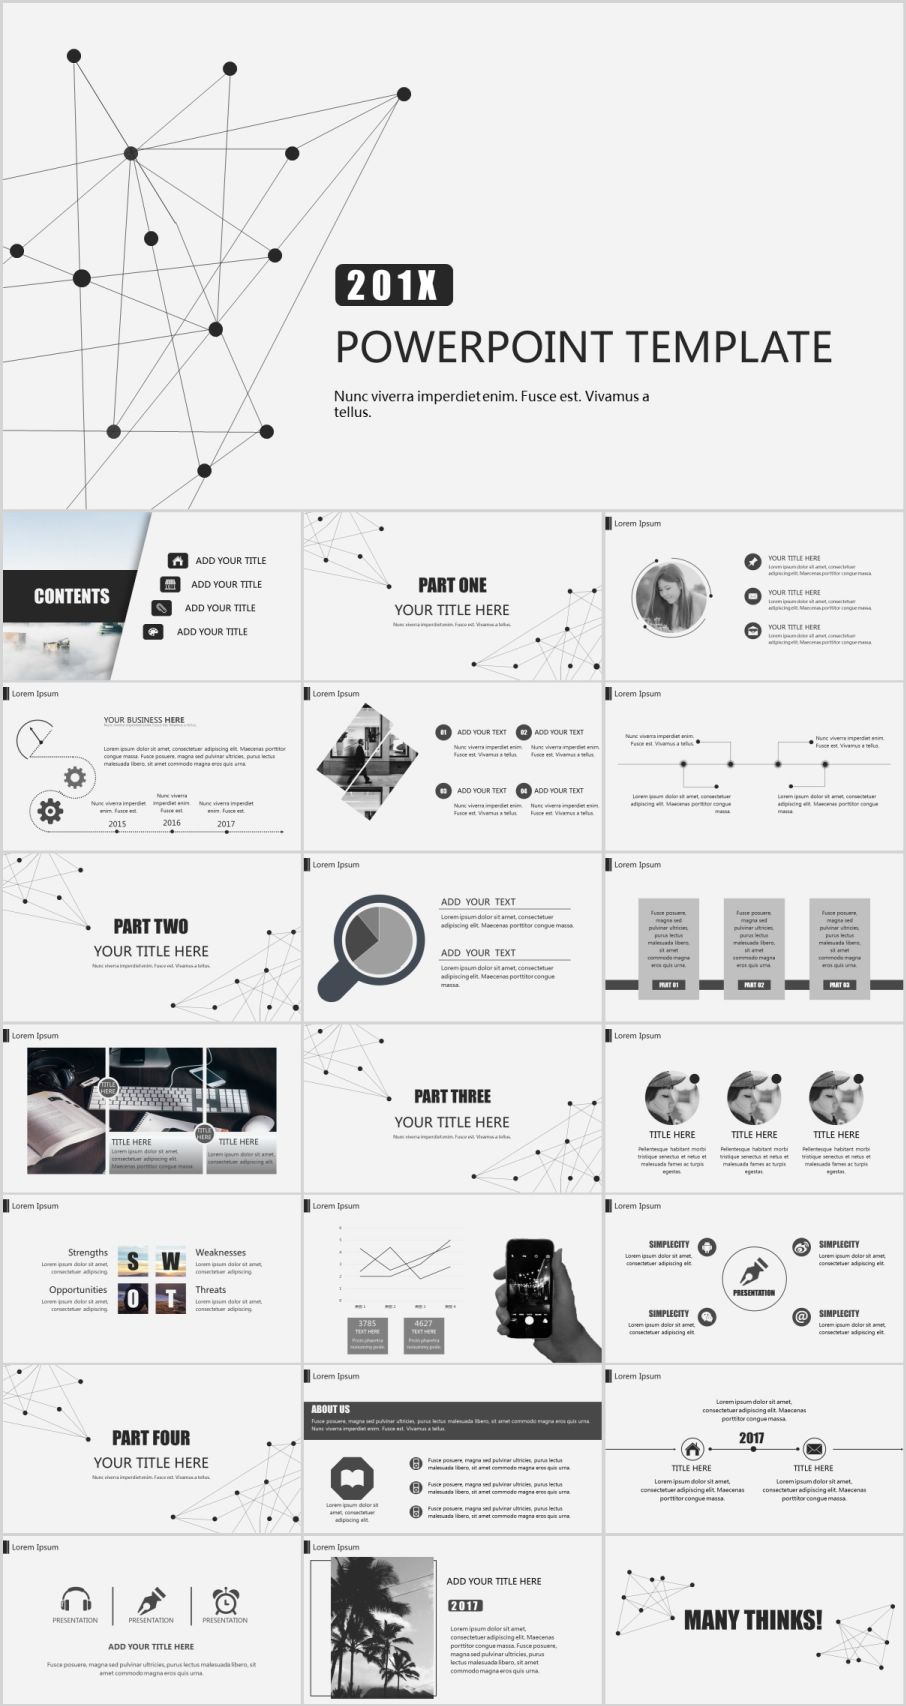 201X
POWERPOINT TEMPLATE
Nunc viverra imperdiet enim. Fusce est. Vivamus a
tellus.
CONTENTS
ADD YOUR TITLE
ADD YOUR TITLE
ADD YOUR TITLE
ADD YOUR TITLE
PART ONE
YOUR TITLE HERE
Nunc viverra imperdiet enim. Fusce est. Vivamus a tellus.
Lorem Ipsum
YOUR TITLE HERE
Lorem ipsum dolor sit amet, consectetuer
adipiscing elit. Maecenas porttitor congue massa.
YOUR TITLE HERE
Lorem ipsum dolor sit amet, consectetuer
adipiscing elit. Maecenas porttitor congue massa.
YOUR TITLE HERE
Lorem ipsum dolor sit amet, consectetuer
adipiscing elit. Maecenas porttitor congue massa.
Lorem Ipsum
YOUR BUSINESS HERE
Lorem ipsum dolor sit amet, consectetuer adipiscing elit. Maecenas porttitor
congue massa. Fusce posuere, magna sed pulvinar ultricies, purus lectus
malesuada libero, sit amet commodo magna eros quis urna.
Nunc viverra imperdiet
enim. Fusce est.
2015
Nunc viverra
imperdiet enim.
Fusce est.
2016
Nunc viverra imperdiet
enim. Fusce est.
2017
Lorem Ipsum
01 ADD YOUR TEXT
Nunc viverra imperdiet enim.
Fusce est. Vivamus a tellus.
02 ADD YOUR TEXT
Nunc viverra imperdiet enim.
Fusce est. Vivamus a tellus.
03 ADD YOUR TEXT
Nunc viverra imperdiet enim.
Fusce est. Vivamus a tellus.
04 ADD YOUR TEXT
Nunc viverra imperdiet enim.
Fusce est. Vivamus a tellus.
Lorem Ipsum
Nunc viverra imperdiet enim.
Fusce est. Vivamus a tellus.
Nunc viverra imperdiet enim.
Fusce est. Vivamus a tellus.
Lorem ipsum dolor sit amet, consectetuer
adipiscing elit. Maecenas porttitor congue
massa.
Lorem ipsum dolor sit amet, consectetuer
adipiscing elit. Maecenas porttitor congue
massa.
PART TWO
YOUR TITLE HERE
Nunc viverra imperdiet enim. Fusce est. Vivamus a tellus.
Lorem Ipsum
ADD YOUR TEXT
Lorem ipsum dolor sit amet, consectetuer
adipiscing elit. Maecenas porttitor congue massa.
ADD YOUR TEXT
Lorem ipsum dolor sit amet, consectetuer
adipiscing elit. Maecenas porttitor congue
massa.
Lorem Ipsum
Fusce posuere,
magna sed
pulvinar ultricies,
purus lectus
malesuada libero,
sit amet
commodo magna
eros quis urna.
PART 01
Fusce posuere,
magna sed
pulvinar ultricies,
purus lectus
malesuada libero,
sit amet
commodo magna
eros quis urna.
PART 02
Fusce posuere,
magna sed
pulvinar ultricies,
purus lectus
malesuada libero,
sit amet
commodo magna
eros quis urna.
PART 03
Lorem Ipsum
TITLE
HERE
TITLE
HERE
TITLE HERE
Lorem ipsum dolor sit amet,
consectetuer adipiscing elit.
Maecenas porttitor congue massa.
TITLE HERE
Lorem ipsum dolor sit amet,
consectetuer adipiscing elit.
PART THREE
YOUR TITLE HERE
Nunc viverra imperdiet enim. Fusce est. Vivamus a tellus.
Lorem Ipsum
TITLE HERE
Pellentesque habitant morbi
tristique senectus et netus et
malesuada fames ac turpis
egestas.
TITLE HERE
Pellentesque habitant morbi
tristique senectus et netus et
malesuada fames ac turpis
egestas.
TITLE HERE
Pellentesque habitant morbi
tristique senectus et netus et
malesuada fames ac turpis
egestas.
Lorem Ipsum
Strengths
Lorem ipsum dolor sit amet,
consectetuer adipiscing.
S
W
Weaknesses
Lorem ipsum dolor sit amet,
consectetuer adipiscing.
Opportunities
Lorem ipsum dolor sit amet,
consectetuer adipiscing.
O
T
Threats
Lorem ipsum dolor sit amet,
consectetuer adipiscing.
Lorem Ipsum
6
5
4
3
2
1
0
类别 1 类别 2 类别 3 类别 4
3785
TEXT HERE
Proin pharetra
nonummy pede.
4627
TEXT HERE
Proin pharetra
nonummy pede.
Lorem Ipsum
SIMPLECITY
Lorem ipsum dolor sit amet,
consectetuer adipiscing elit.
SIMPLECITY
Lorem ipsum dolor sit amet,
consectetuer adipiscing elit.
PRESENTATION
SIMPLECITY
Lorem ipsum dolor sit amet,
consectetuer adipiscing elit.
SIMPLECITY
Lorem ipsum dolor sit amet,
consectetuer adipiscing elit.
PART FOUR
YOUR TITLE HERE
Nunc viverra imperdiet enim. Fusce est. Vivamus a tellus.
Lorem Ipsum
ABOUT US
Fusce posuere, magna sed pulvinar ultricies, purus lectus malesuada libero, sit amet commodo magna eros quis urna.
Nunc viverra imperdiet enim. Fusce est. Vivamus a tellus.
Lorem ipsum dolor sit
amet, consectetuer
adipiscing elit.
Fusce posuere, magna sed pulvinar ultricies, purus lectus
malesuada libero, sit amet commodo magna eros quis urna.
Fusce posuere, magna sed pulvinar ultricies, purus lectus
malesuada libero, sit amet commodo magna eros quis urna.
Fusce posuere, magna sed pulvinar ultricies, purus lectus
malesuada libero, sit amet commodo magna eros quis urna.
Lorem Ipsum
Lorem ipsum dolor sit amet,
consectetuer adipiscing elit. Maecenas
porttitor congue massa.
2017
TITLE HERE
Lorem ipsum dolor sit amet,
consectetuer adipiscing elit. Maecenas
porttitor congue massa.
TITLE HERE
Lorem ipsum dolor sit amet,
consectetuer adipiscing elit. Maecenas
porttitor congue massa.
Lorem Ipsum
PRESENTATION
PRESENTATION
PRESENTATION
ADD YOUR TITLE HERE
Fusce posuere, magna sed pulvinar ultricies, purus lectus malesuada libero, sit
amet commodo magna eros quis urna.
Lorem Ipsum
ADD YOUR TITLE HERE
2017
Lorem ipsum dolor sit amet,
consectetuer adipiscing elit. Maecenas
porttitor congue massa. Fusce posuere,
magna sed pulvinar ultricies, purus
lectus malesuada libero, sit amet
commodo magna eros quis urna.
MANY THINKS!